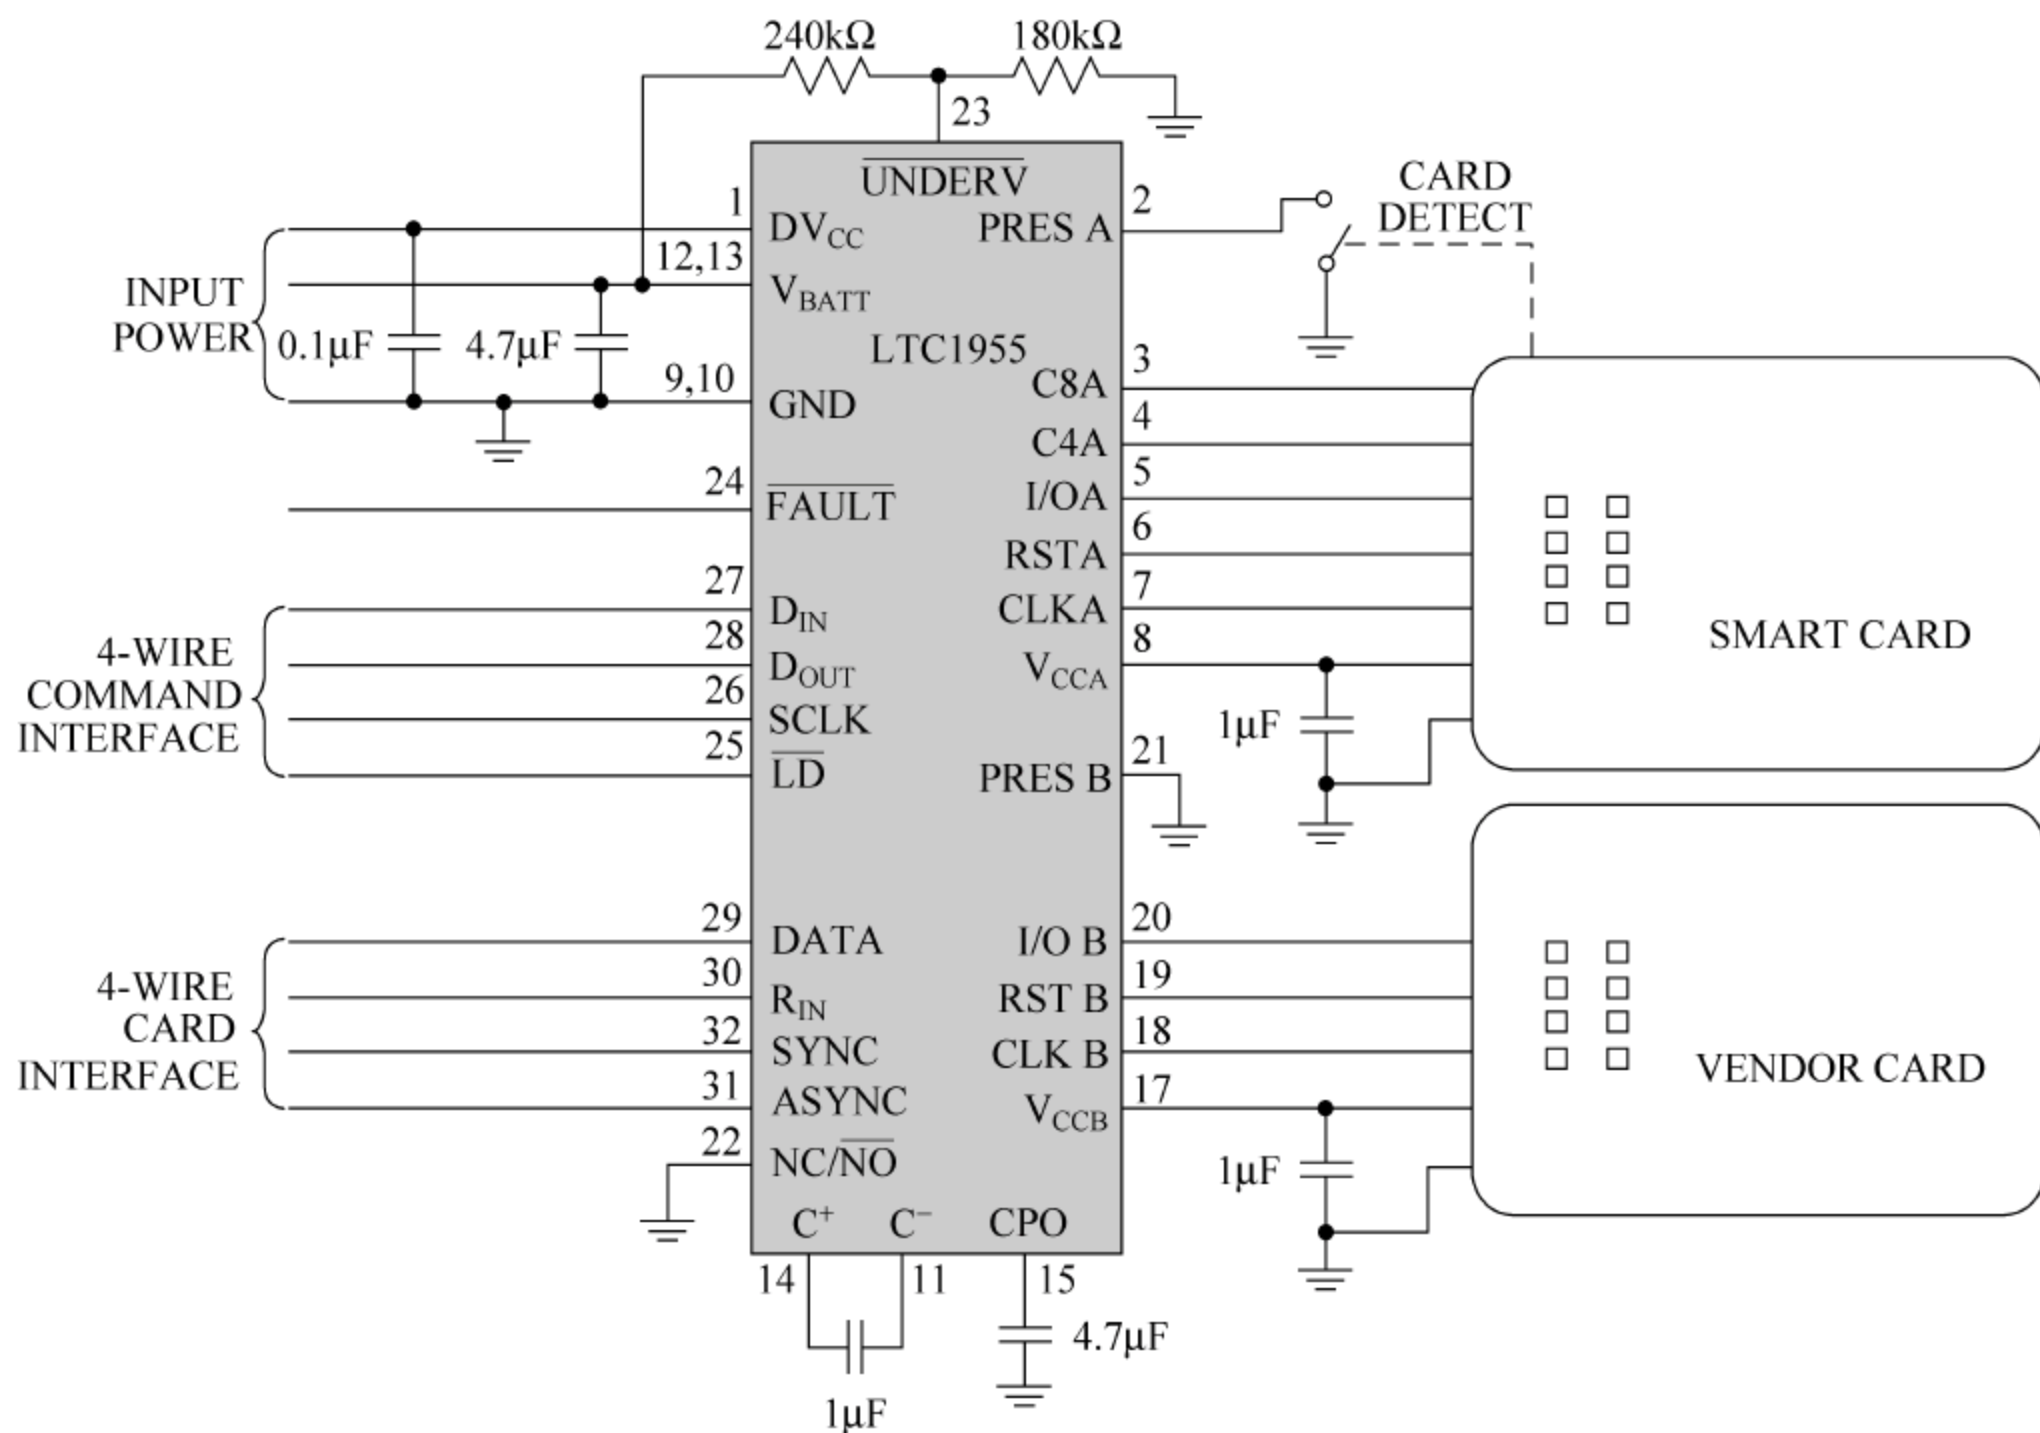 240kΩ
180kΩ
23
UNDERV
1
DVCC
PRES A
2
CARD
DETECT
12,13
VBATT
INPUT
POWER
0.1µF
4.7µF
LTC1955
9,10
GND
C8A
3
C4A
4
24
FAULT
I/OA
5
RSTA
6
27
DIN
CLKA
7
28
DOUT
VCCA
8
SMART CARD
4-WIRE
COMMAND
INTERFACE
26
SCLK
1µF
25
LD
PRES B
21
29
DATA
I/O B
20
4-WIRE
CARD
INTERFACE
30
RIN
RST B
19
32
SYNC
CLK B
18
VENDOR CARD
31
ASYNC
VCCB
17
22
NC/NO
1µF
C+
C−
CPO
14
11
15
4.7µF
1µF